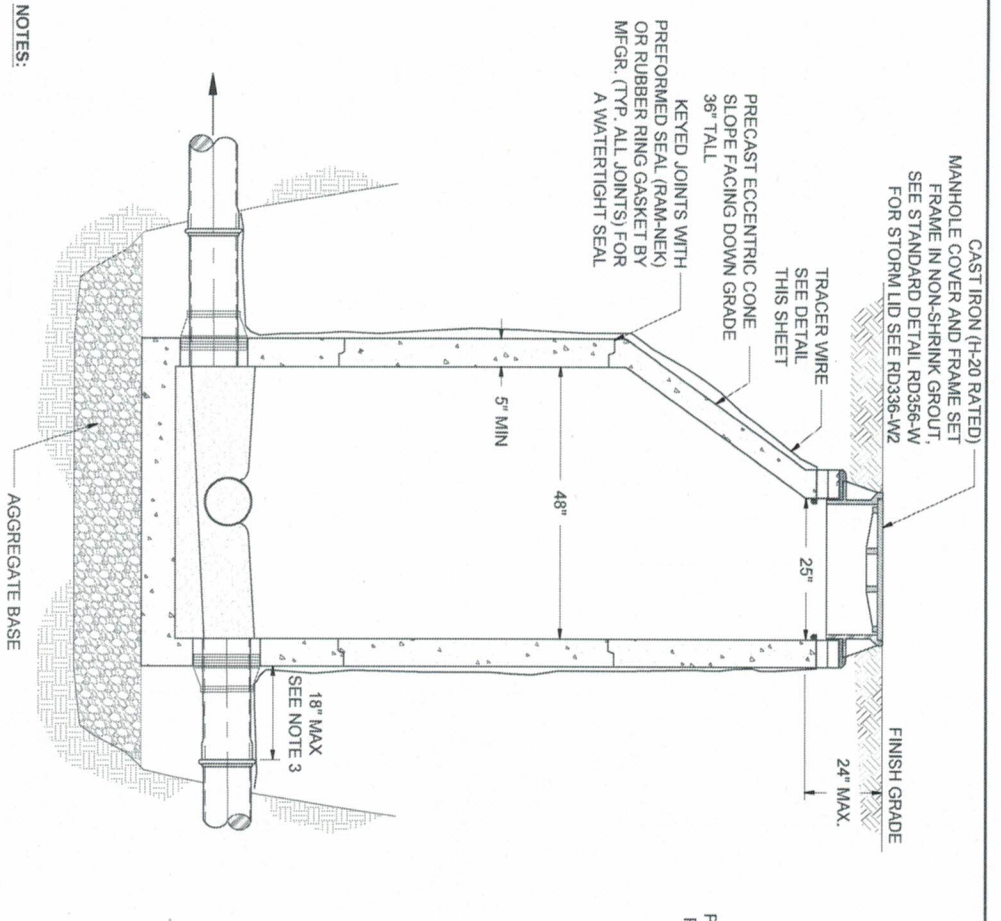 CAST IRON (H-20 RATED)
MANHOLE COVER AND FRAME SET
FRAME IN NON-SHRINK GROUT,
SEE STANDARD DETAIL RD356-W
FOR STORM LID SEE RD336-W2
FINISH GRADE
24" MAX.
TRACER WIRE
SEE DETAIL
THIS SHEET
25"
PRECAST ECCENTRIC CONE
SLOPE FACING DOWN GRADE
36" TALL
KEYED JOINTS WITH
PREFORMED SEAL (RAM-NEK)
OR RUBBER RING GASKET BY
MFGR. (TYP. ALL JOINTS) FOR
A WATERTIGHT SEAL
48"
5" MIN
18" MAX
SEE NOTE 3
AGGREGATE BASE
NOTES: